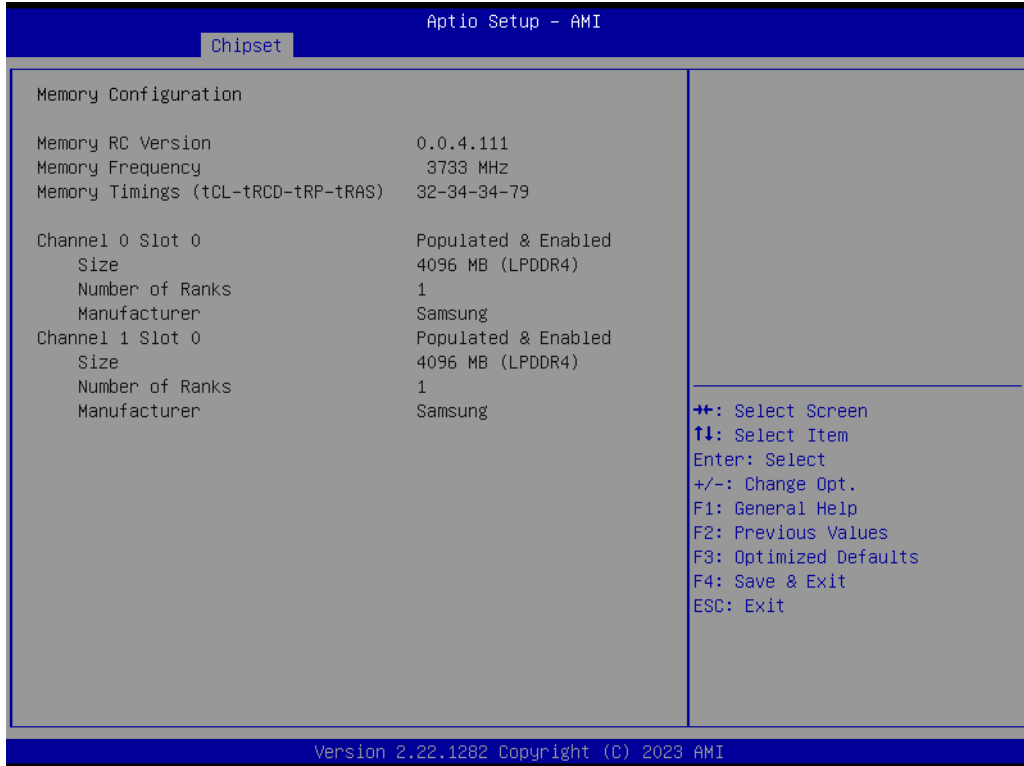 Aptio Setup – AMI
Chipset
Memory Configuration
Memory RC Version 0.0.4.111
Memory Frequency 3733 MHz
Memory Timings (tCL-tRCD-tRP-tRAS) 32-34-34-79
Channel 0 Slot 0 Populated & Enabled
Size 4096 MB (LPDDR4)
Number of Ranks 1
Manufacturer Samsung
Channel 1 Slot 0 Populated & Enabled
Size 4096 MB (LPDDR4)
Number of Ranks 1
Manufacturer Samsung
→←: Select Screen
↑↓: Select Item
Enter: Select
+/-: Change Opt.
F1: General Help
F2: Previous Values
F3: Optimized Defaults
F4: Save & Exit
ESC: Exit
Version 2.22.1282 Copyright (C) 2023 AMI